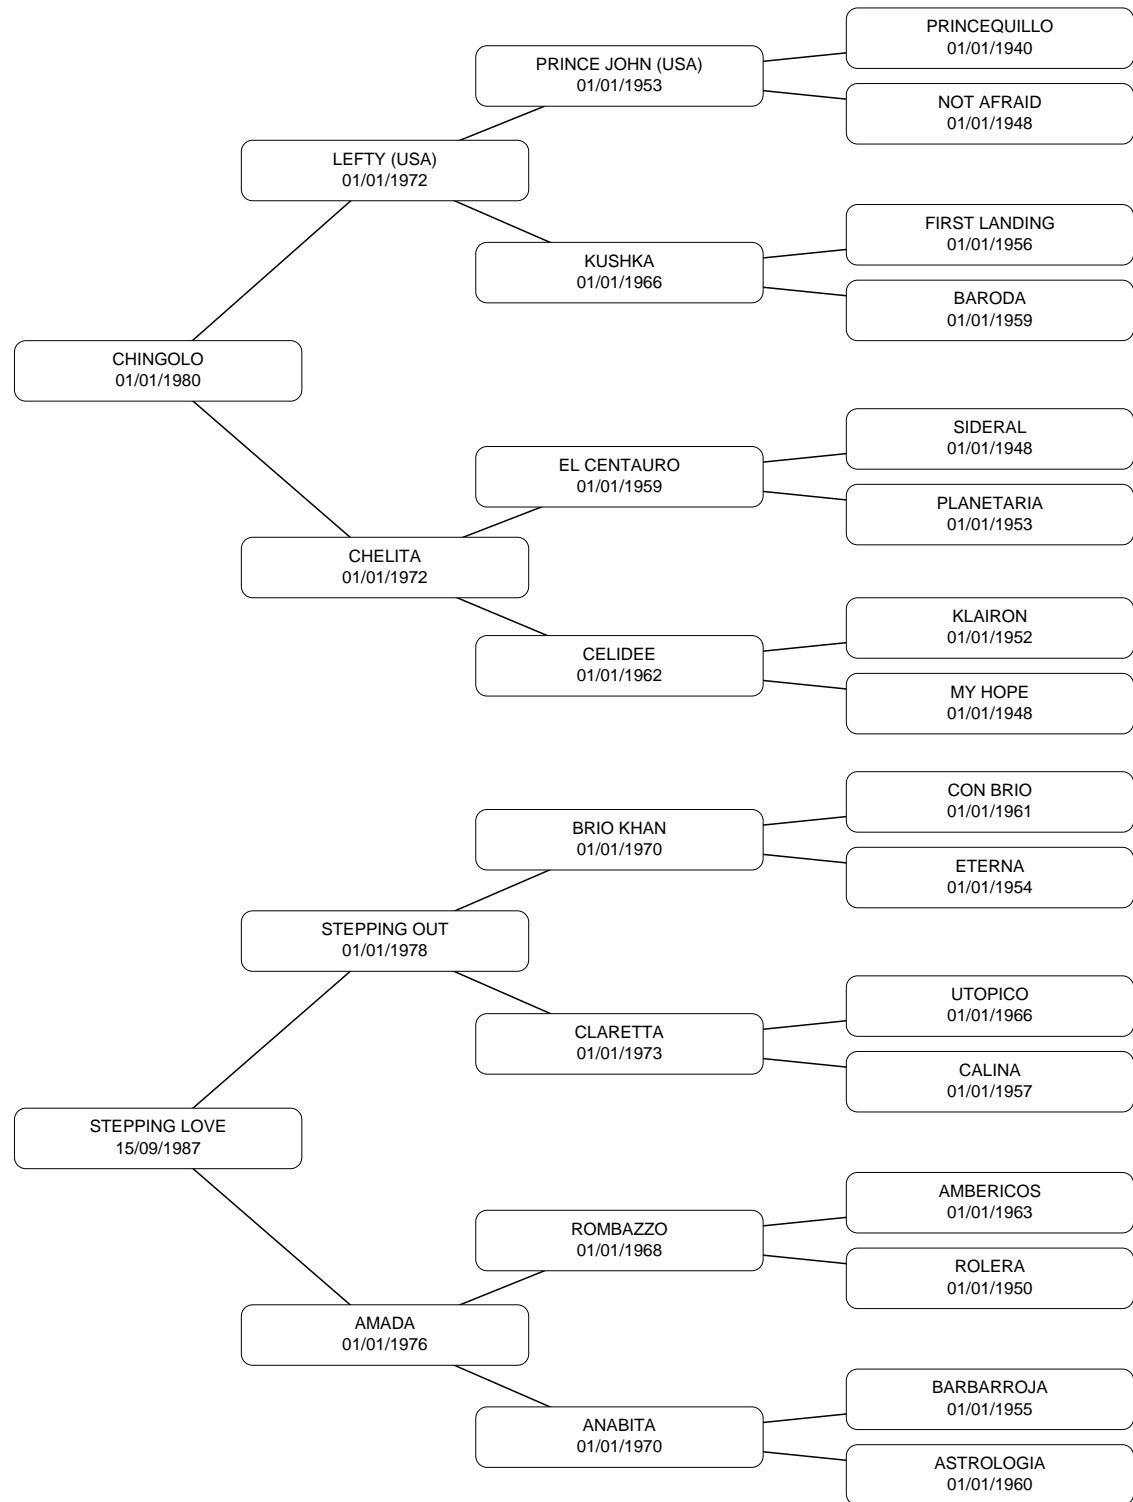 PRINCEQUILLO
01/01/1940
PRINCE JOHN (USA)
01/01/1953
NOT AFRAID
01/01/1948
LEFTY (USA)
01/01/1972
FIRST LANDING
01/01/1956
KUSHKA
01/01/1966
BARODA
01/01/1959
CHINGOLO
01/01/1980
SIDERAL
01/01/1948
EL CENTAURO
01/01/1959
PLANETARIA
01/01/1953
CHELITA
01/01/1972
KLAIRON
01/01/1952
CELIDEE
01/01/1962
MY HOPE
01/01/1948
CON BRIO
01/01/1961
BRIO KHAN
01/01/1970
ETERNA
01/01/1954
STEPPING OUT
01/01/1978
UTOPICO
01/01/1966
CLARETTA
01/01/1973
CALINA
01/01/1957
STEPPING LOVE
15/09/1987
AMBERICOS
01/01/1963
ROMBAZZO
01/01/1968
ROLERA
01/01/1950
AMADA
01/01/1976
BARBARROJA
01/01/1955
ANABITA
01/01/1970
ASTROLOGIA
01/01/1960